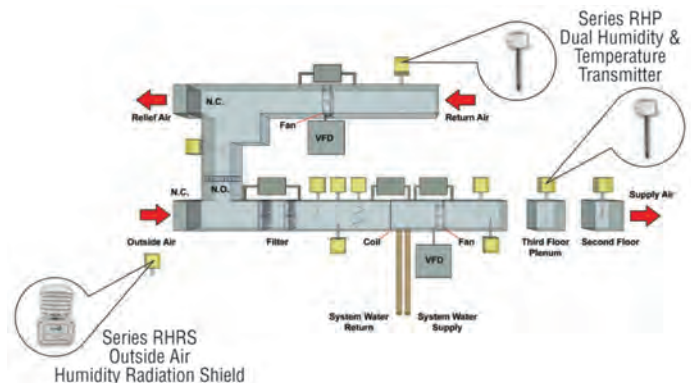 Series RHP
Dual Humidity &
Temperature
Transmitter
N.C.
Relief Air
Fan
Return Air
VFD
N.C.
N.O.
Supply Air
Outside Air
Filter
Coil
Fan
Third Floor
Plenum
Second Floor
VFD
System Water
Return
System Water
Supply
Series RHRS
Outside Air
Humidity Radiation Shield